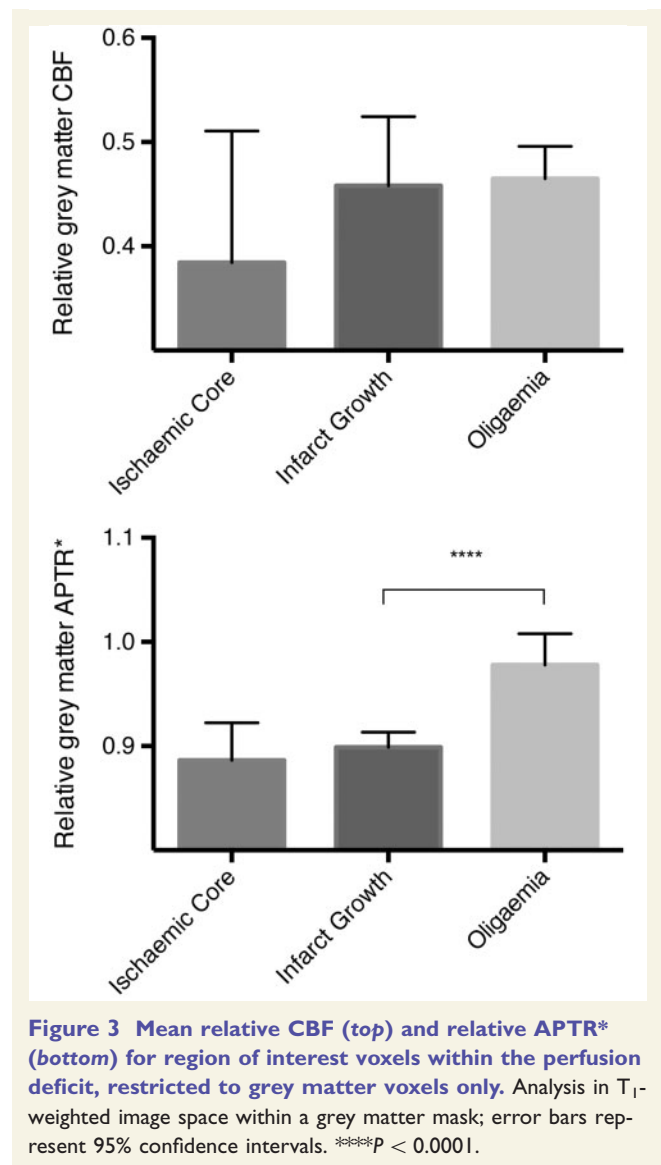 0.6
0.5
0.4
Relative grey matter CBF
Ischaemic Core
Infarct Growth
Oligaemia
1.1
1.0
0.9
Relative grey matter APTR*
****
Ischaemic Core
Infarct Growth
Oligaemia
Figure 3 Mean relative CBF (top) and relative APTR*
(bottom) for region of interest voxels within the perfusion
deficit, restricted to grey matter voxels only. Analysis in T₁-
weighted image space within a grey matter mask; error bars rep-
resent 95% confidence intervals. ****P < 0.0001.